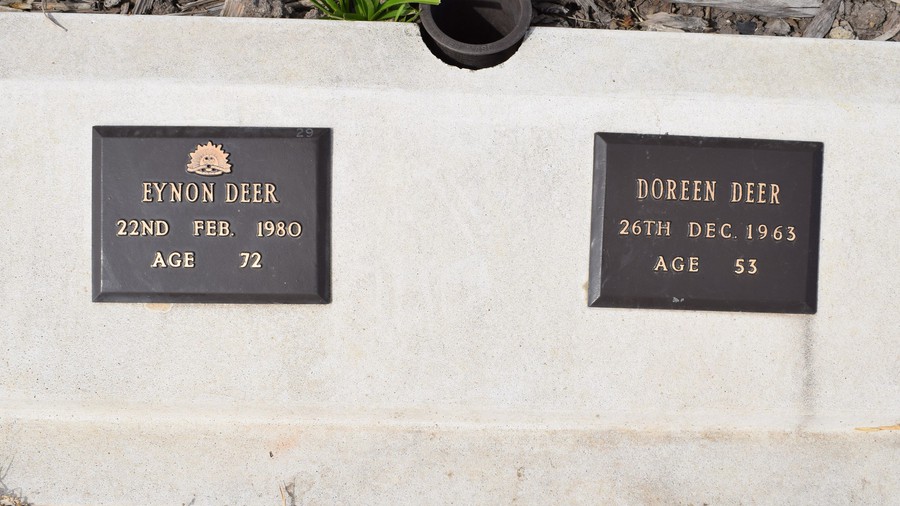 29
EYNON DEER
22ND FEB. 1980
AGE 72
DOREEN DEER
26TH DEC. 1963
AGE 53